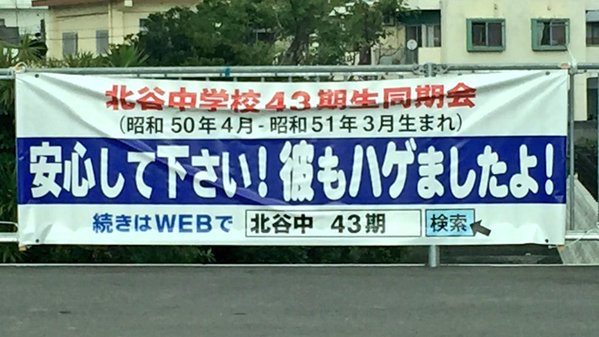 北谷中学校43期生同期会
(昭和50年4月-昭和51年3月生まれ)
安心して下さい!彼もハゲましたよ!
続きはWEBで 北谷中 43期 検索